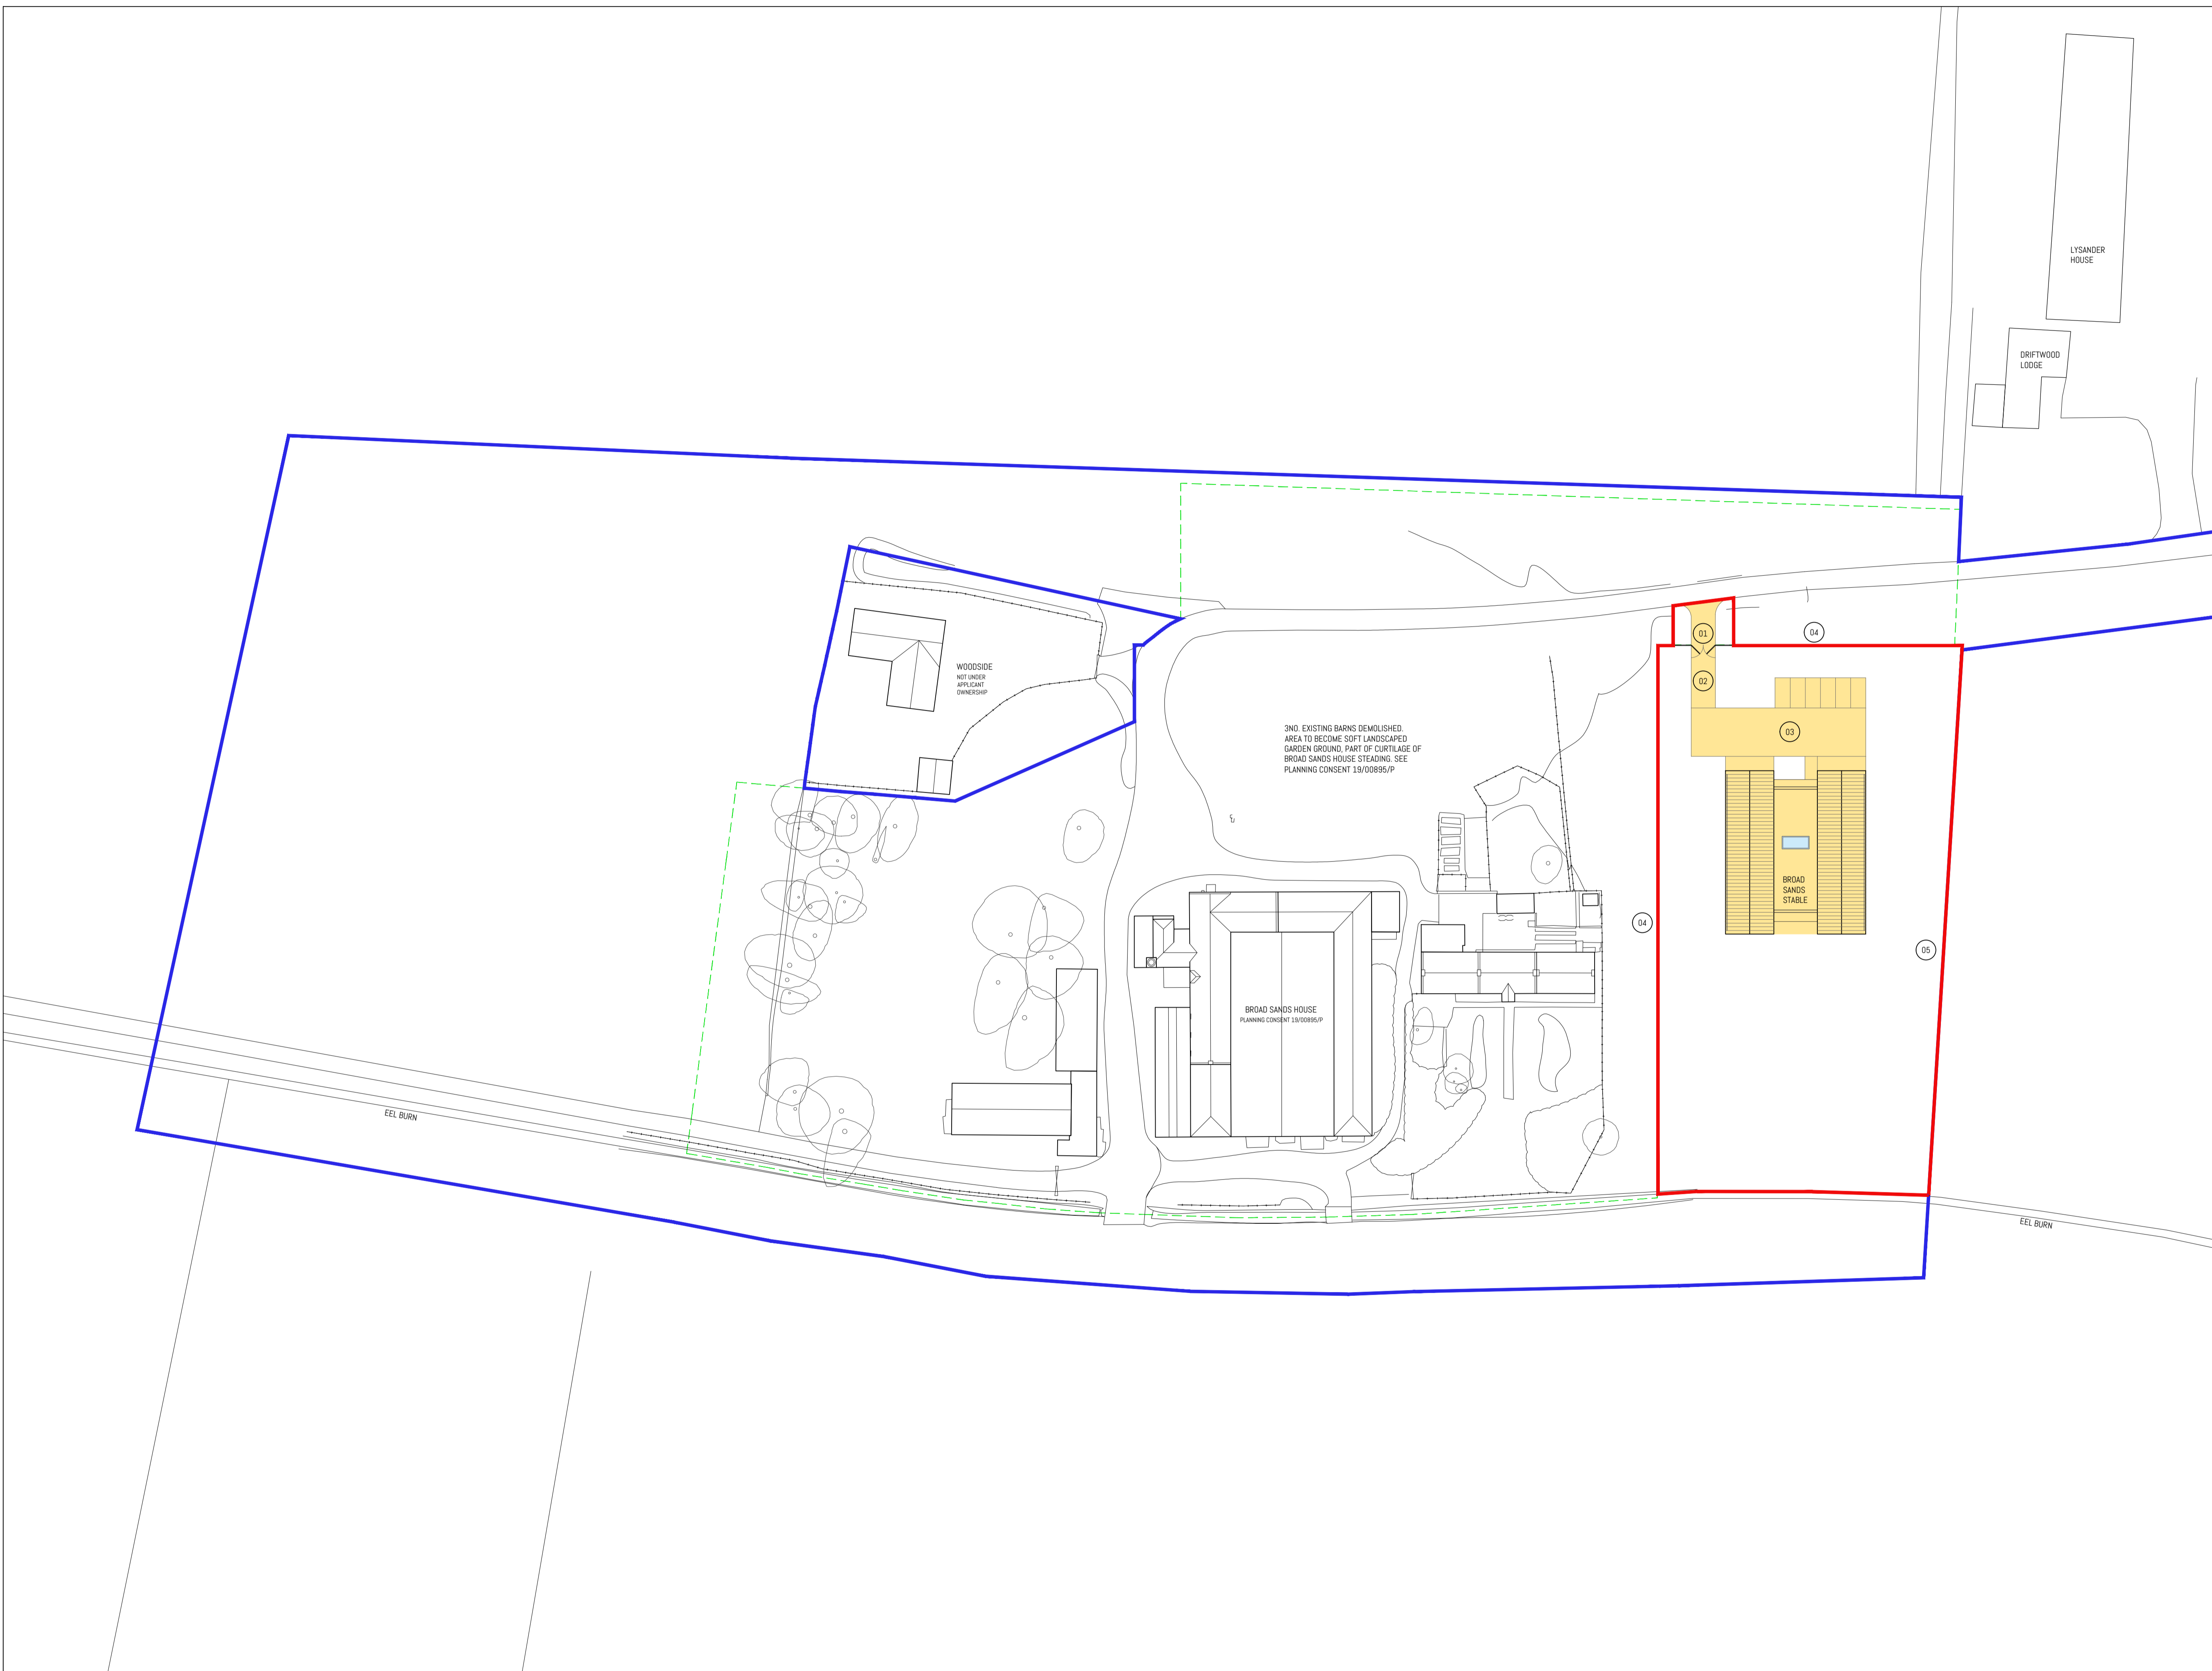 LYSANDER
HOUSE
DRIFTWOOD
LODGE
WOODSIDE
NOT UNDER
APPLICANT
OWNERSHIP
01
04
02
03
3NO. EXISTING BARNS DEMOLISHED.
AREA TO BECOME SOFT LANDSCAPED
GARDEN GROUND, PART OF CURTILAGE OF
BROAD SANDS HOUSE STEADING. SEE
PLANNING CONSENT 19/00895/P
BROAD
SANDS
STABLE
04
05
BROAD SANDS HOUSE
PLANNING CONSENT 19/00895/P
EEL BURN
EEL BURN